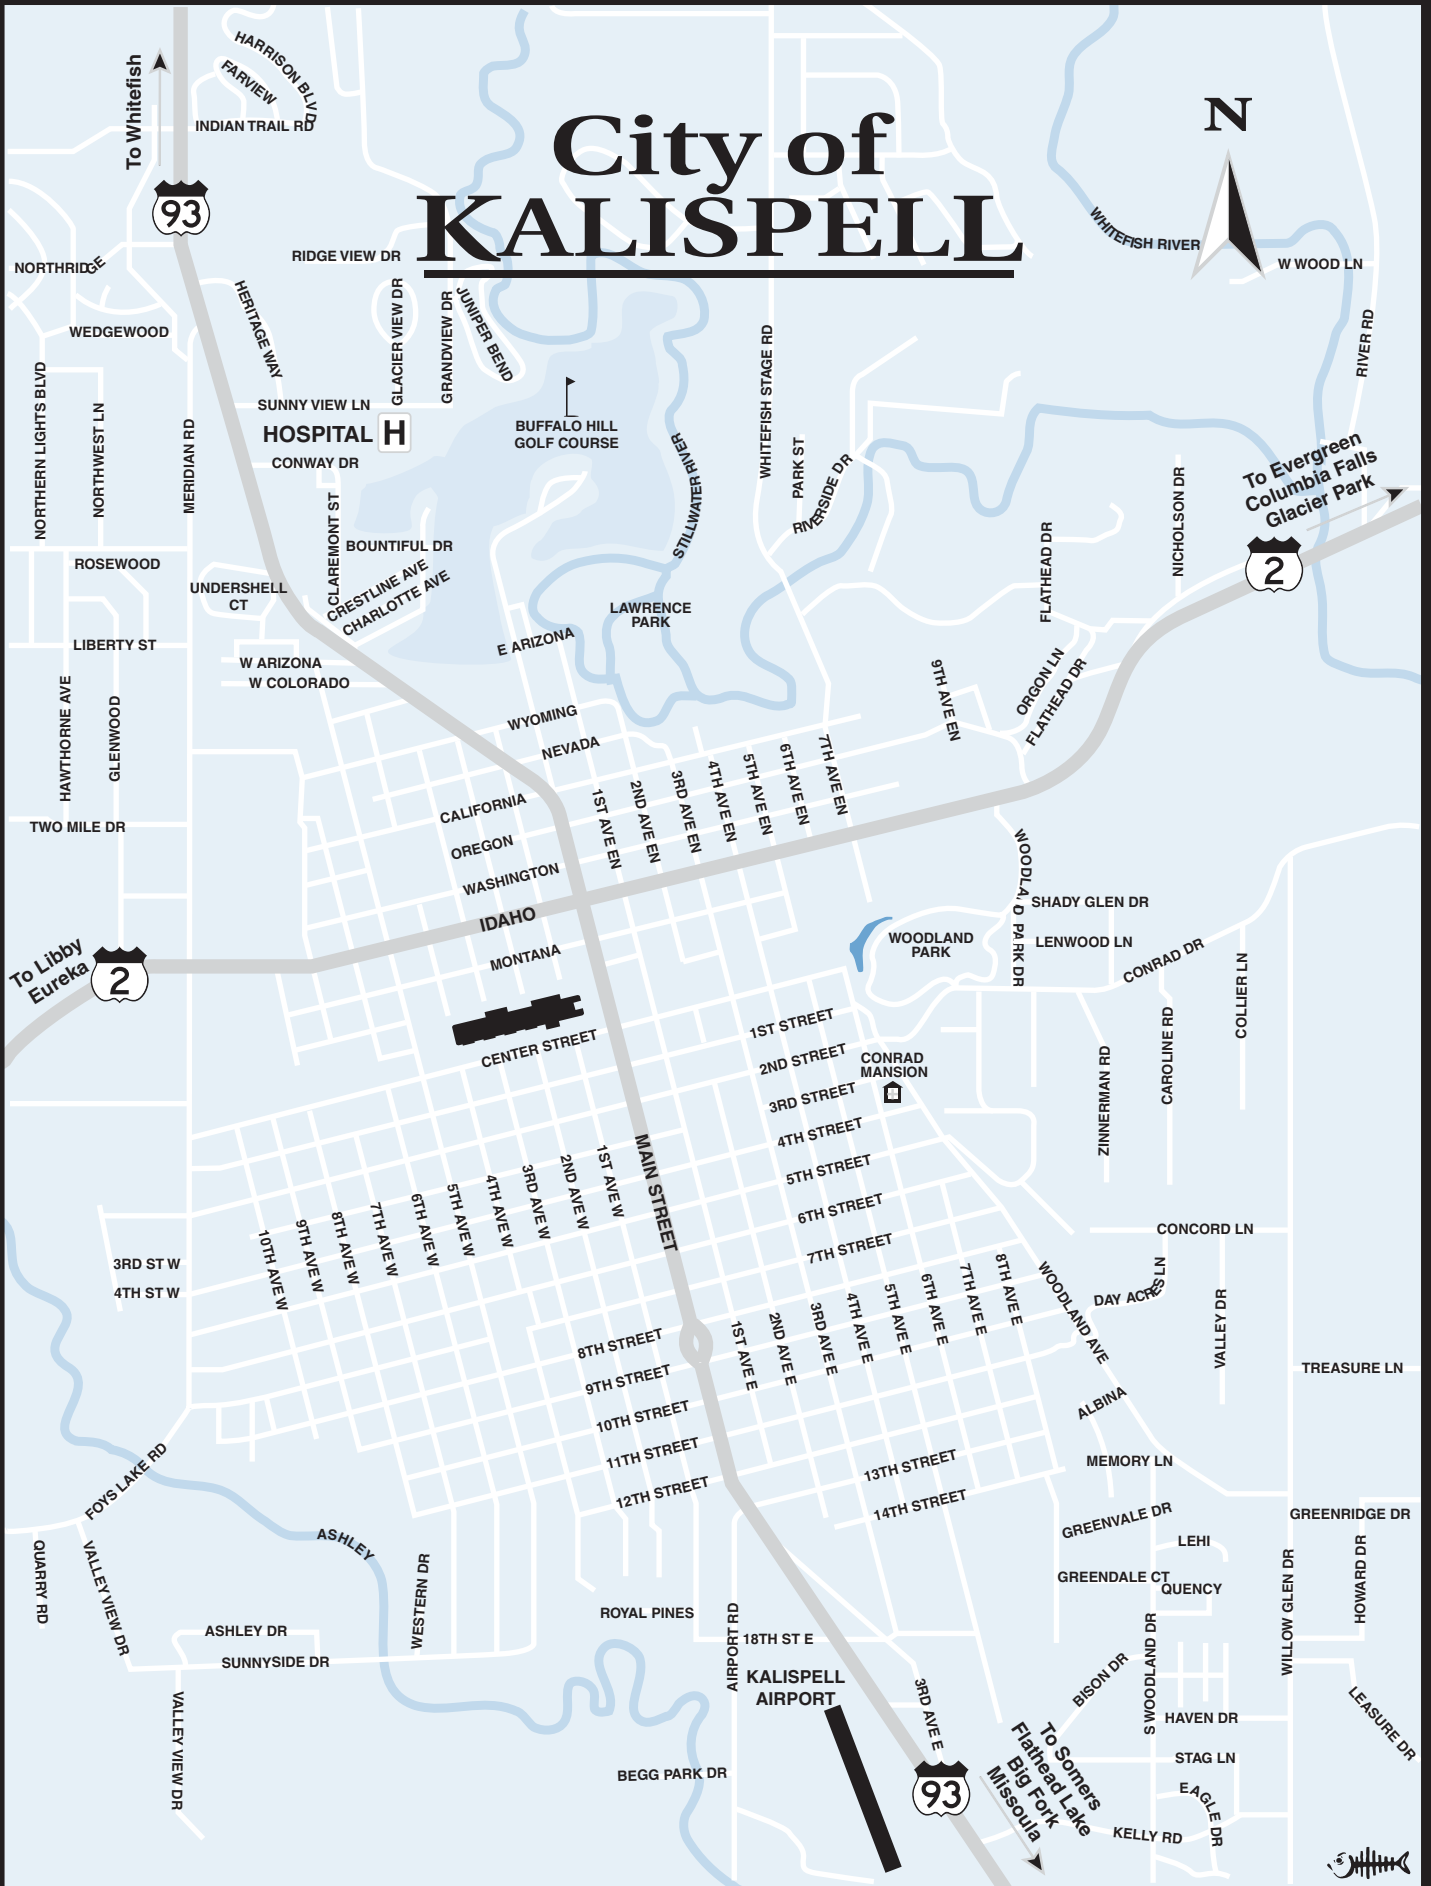 City of
KALISPELL
N
To Whitefish
93
HARRISON BLVD
FARVIEW
INDIAN TRAIL RD
NORTHRIDGE
WEDGEWOOD
RIDGE VIEW DR
HERITAGE WAY
GLACIER VIEW DR
GRANDVIEW DR
JUNIPER BEND
WHITEFISH RIVER
W WOOD LN
RIVER RD
NORTHERN LIGHTS BLVD
NORTHWEST LN
MERIDIAN RD
SUNNY VIEW LN
HOSPITAL H
CONWAY DR
BUFFALO HILL
GOLF COURSE
STILLWATER RIVER
WHITEFISH STAGE RD
PARK ST
RIVERSIDE DR
FLATHEAD DR
NICHOLSON DR
To Evergreen
Columbia Falls
Glacier Park
2
CLAREMONT ST
BOUNTIFUL DR
CRESTLINE AVE
CHARLOTTE AVE
ROSEWOOD
UNDERSHELL
CT
LIBERTY ST
W ARIZONA
W COLORADO
E ARIZONA
LAWRENCE
PARK
HAWTHORNE AVE
GLENWOOD
TWO MILE DR
WYOMING
NEVADA
CALIFORNIA
OREGON
WASHINGTON
IDAHO
MONTANA
1ST AVE EN
2ND AVE EN
3RD AVE EN
4TH AVE EN
5TH AVE EN
6TH AVE EN
7TH AVE EN
9TH AVE EN
ORGON LN
FLATHEAD DR
WOODLA D PARK DR
SHADY GLEN DR
LENWOOD LN
CONRAD DR
WOODLAND
PARK
COLLIER LN
CAROLINE RD
ZINNERMAN RD
To Libby
Eureka
2
CENTER STREET
1ST STREET
2ND STREET
3RD STREET
4TH STREET
5TH STREET
6TH STREET
7TH STREET
CONRAD
MANSION
MAIN STREET
1ST AVE W
2ND AVE W
3RD AVE W
4TH AVE W
5TH AVE W
6TH AVE W
7TH AVE W
8TH AVE W
9TH AVE W
10TH AVE W
3RD ST W
4TH ST W
CONCORD LN
DAY ACRES LN
VALLEY DR
WOODLAND AVE
TREASURE LN
ALBINA
1ST AVE E
2ND AVE E
3RD AVE E
4TH AVE E
5TH AVE E
6TH AVE E
7TH AVE E
8TH AVE E
8TH STREET
9TH STREET
10TH STREET
11TH STREET
12TH STREET
13TH STREET
14TH STREET
MEMORY LN
GREENVALE DR
LEHI
GREENDALE CT
QUENCY
GREENRIDGE DR
HOWARD DR
WILLOW GLEN DR
FOYS LAKE RD
QUARRY RD
VALLEY VIEW DR
ASHLEY
WESTERN DR
ASHLEY DR
SUNNYSIDE DR
VALLEY VIEW DR
ROYAL PINES
AIRPORT RD
18TH ST E
KALISPELL
AIRPORT
3RD AVE E
BEGG PARK DR
93
To Somers
Flathead Lake
Big Fork
Missoula
BISON DR
S WOODLAND DR
HAVEN DR
STAG LN
EAGLE DR
KELLY RD
LEASURE DR